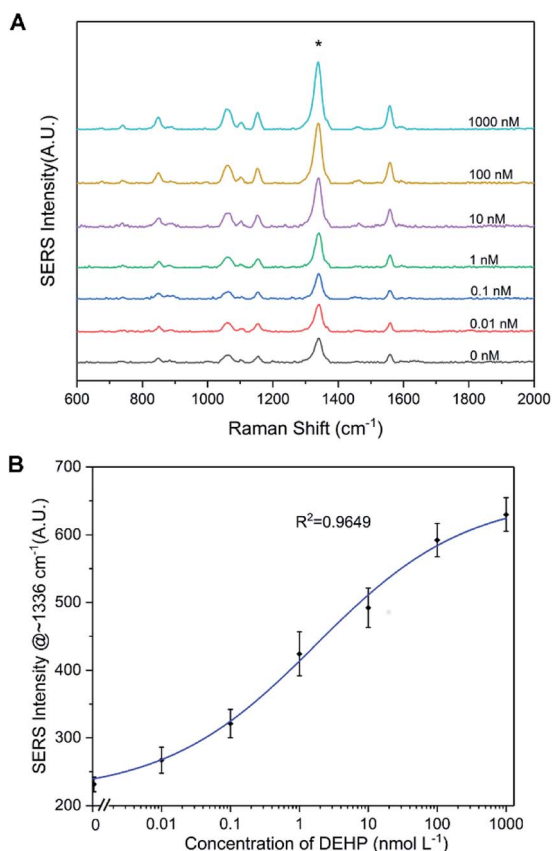 A
*
1000 nM
100 nM
10 nM
1 nM
0.1 nM
0.01 nM
0 nM
SERS Intensity(A.U.)
600 800 1000 1200 1400 1600 1800 2000
Raman Shift (cm⁻¹)
B
700
600
500
400
300
200
R²=0.9649
SERS Intensity @~1336 cm⁻¹(A.U.)
0 0.01 0.1 1 10 100 1000
Concentration of DEHP (nmol L⁻¹)